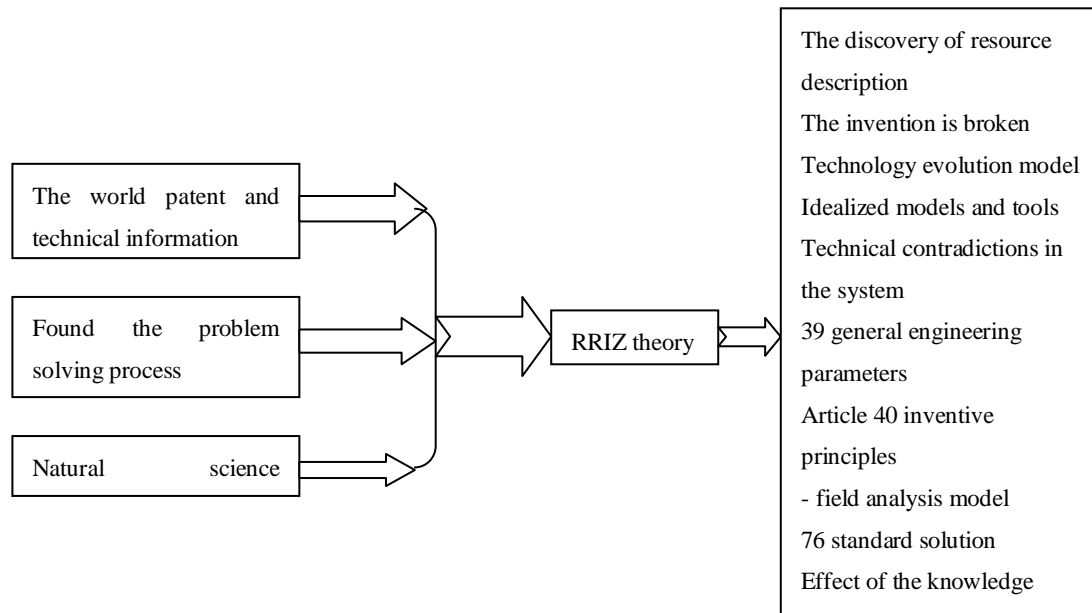 The world patent and
technical information
Found the problem
solving process
Natural science
RRIZ theory
The discovery of resource
description
The invention is broken
Technology evolution model
Idealized models and tools
Technical contradictions in
the system
39 general engineering
parameters
Article 40 inventive
principles
- field analysis model
76 standard solution
Effect of the knowledge